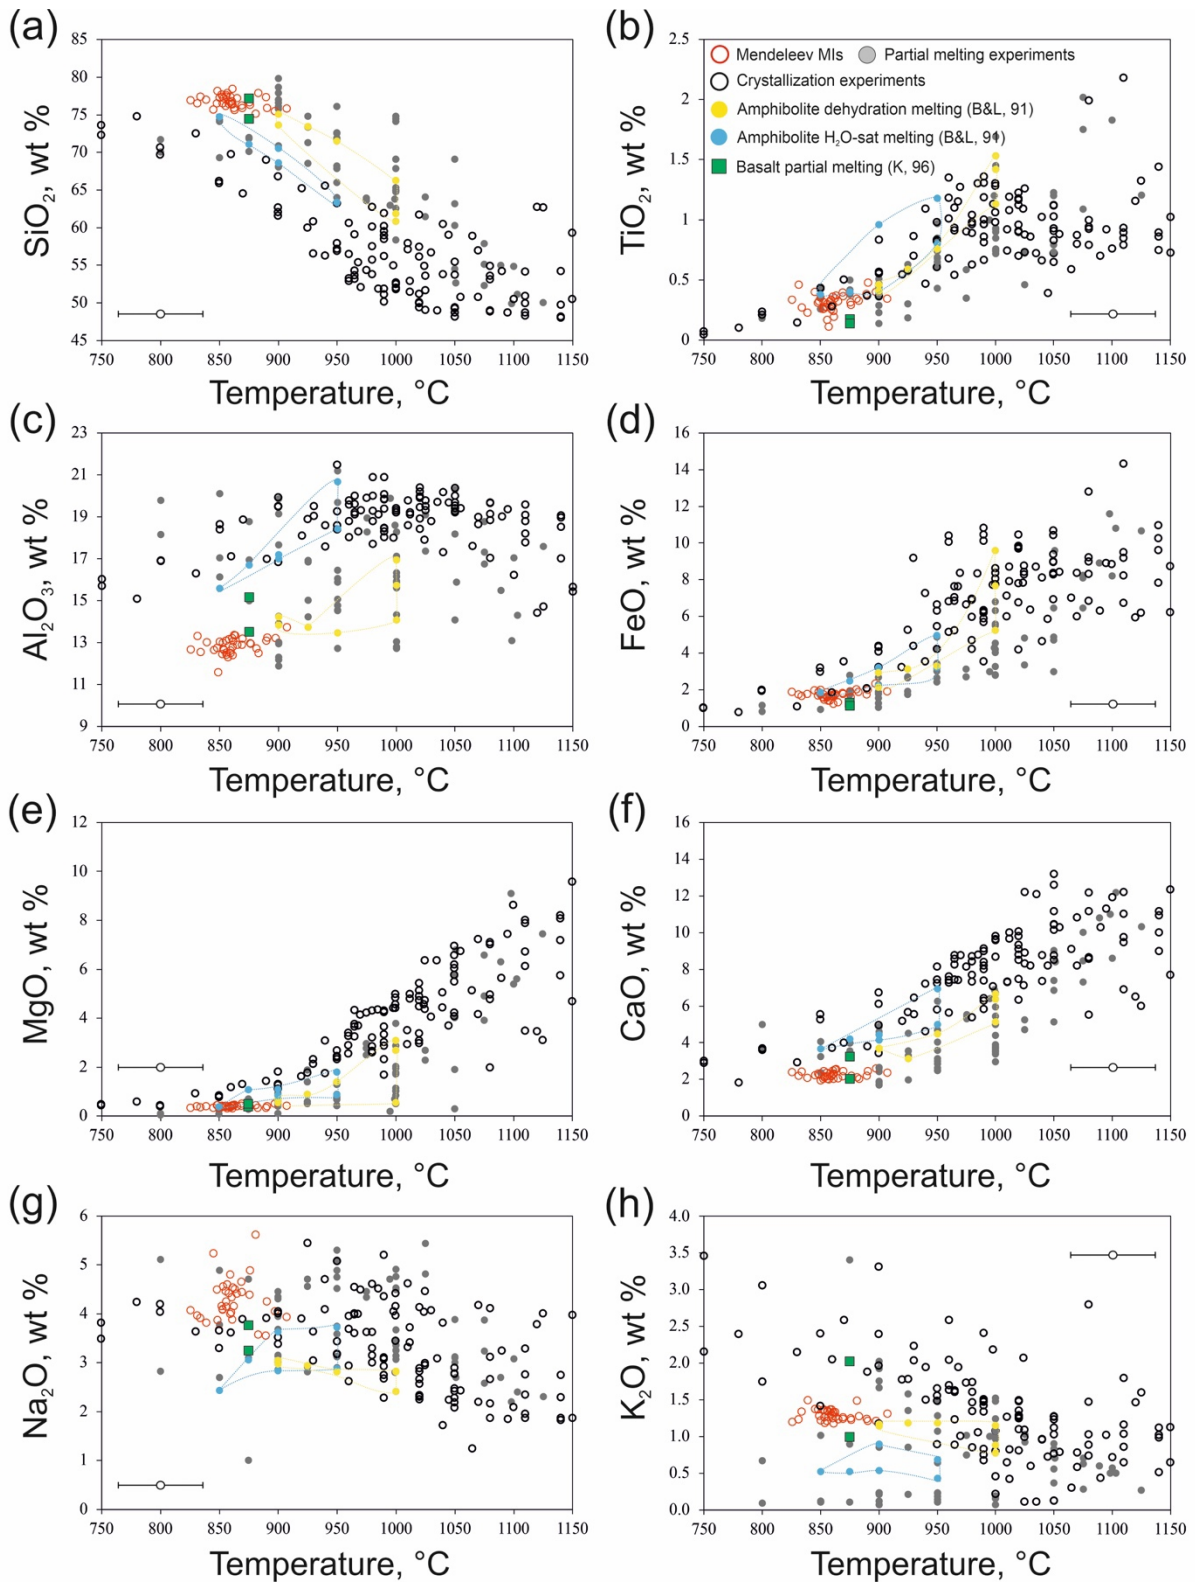 (a)
SiO2, wt %
85
80
75
70
65
60
55
50
45
750 800 850 900 950 1000 1050 1100 1150
Temperature, °C
(b)
TiO2, wt %
2.5
2
1.5
1
0.5
0
Mendeleev MIs
Partial melting experiments
Crystallization experiments
Amphibolite dehydration melting (B&L, 91)
Amphibolite H2O-sat melting (B&L, 91)
Basalt partial melting (K, 96)
750 800 850 900 950 1000 1050 1100 1150
Temperature, °C
(c)
Al2O3, wt %
23
21
19
17
15
13
11
9
750 800 850 900 950 1000 1050 1100 1150
Temperature, °C
(d)
FeO, wt %
16
14
12
10
8
6
4
2
0
750 800 850 900 950 1000 1050 1100 1150
Temperature, °C
(e)
MgO, wt %
12
10
8
6
4
2
0
750 800 850 900 950 1000 1050 1100 1150
Temperature, °C
(f)
CaO, wt %
16
14
12
10
8
6
4
2
0
750 800 850 900 950 1000 1050 1100 1150
Temperature, °C
(g)
Na2O, wt %
6
5
4
3
2
1
0
750 800 850 900 950 1000 1050 1100 1150
Temperature, °C
(h)
K2O, wt %
4.0
3.5
3.0
2.5
2.0
1.5
1.0
0.5
0.0
750 800 850 900 950 1000 1050 1100 1150
Temperature, °C